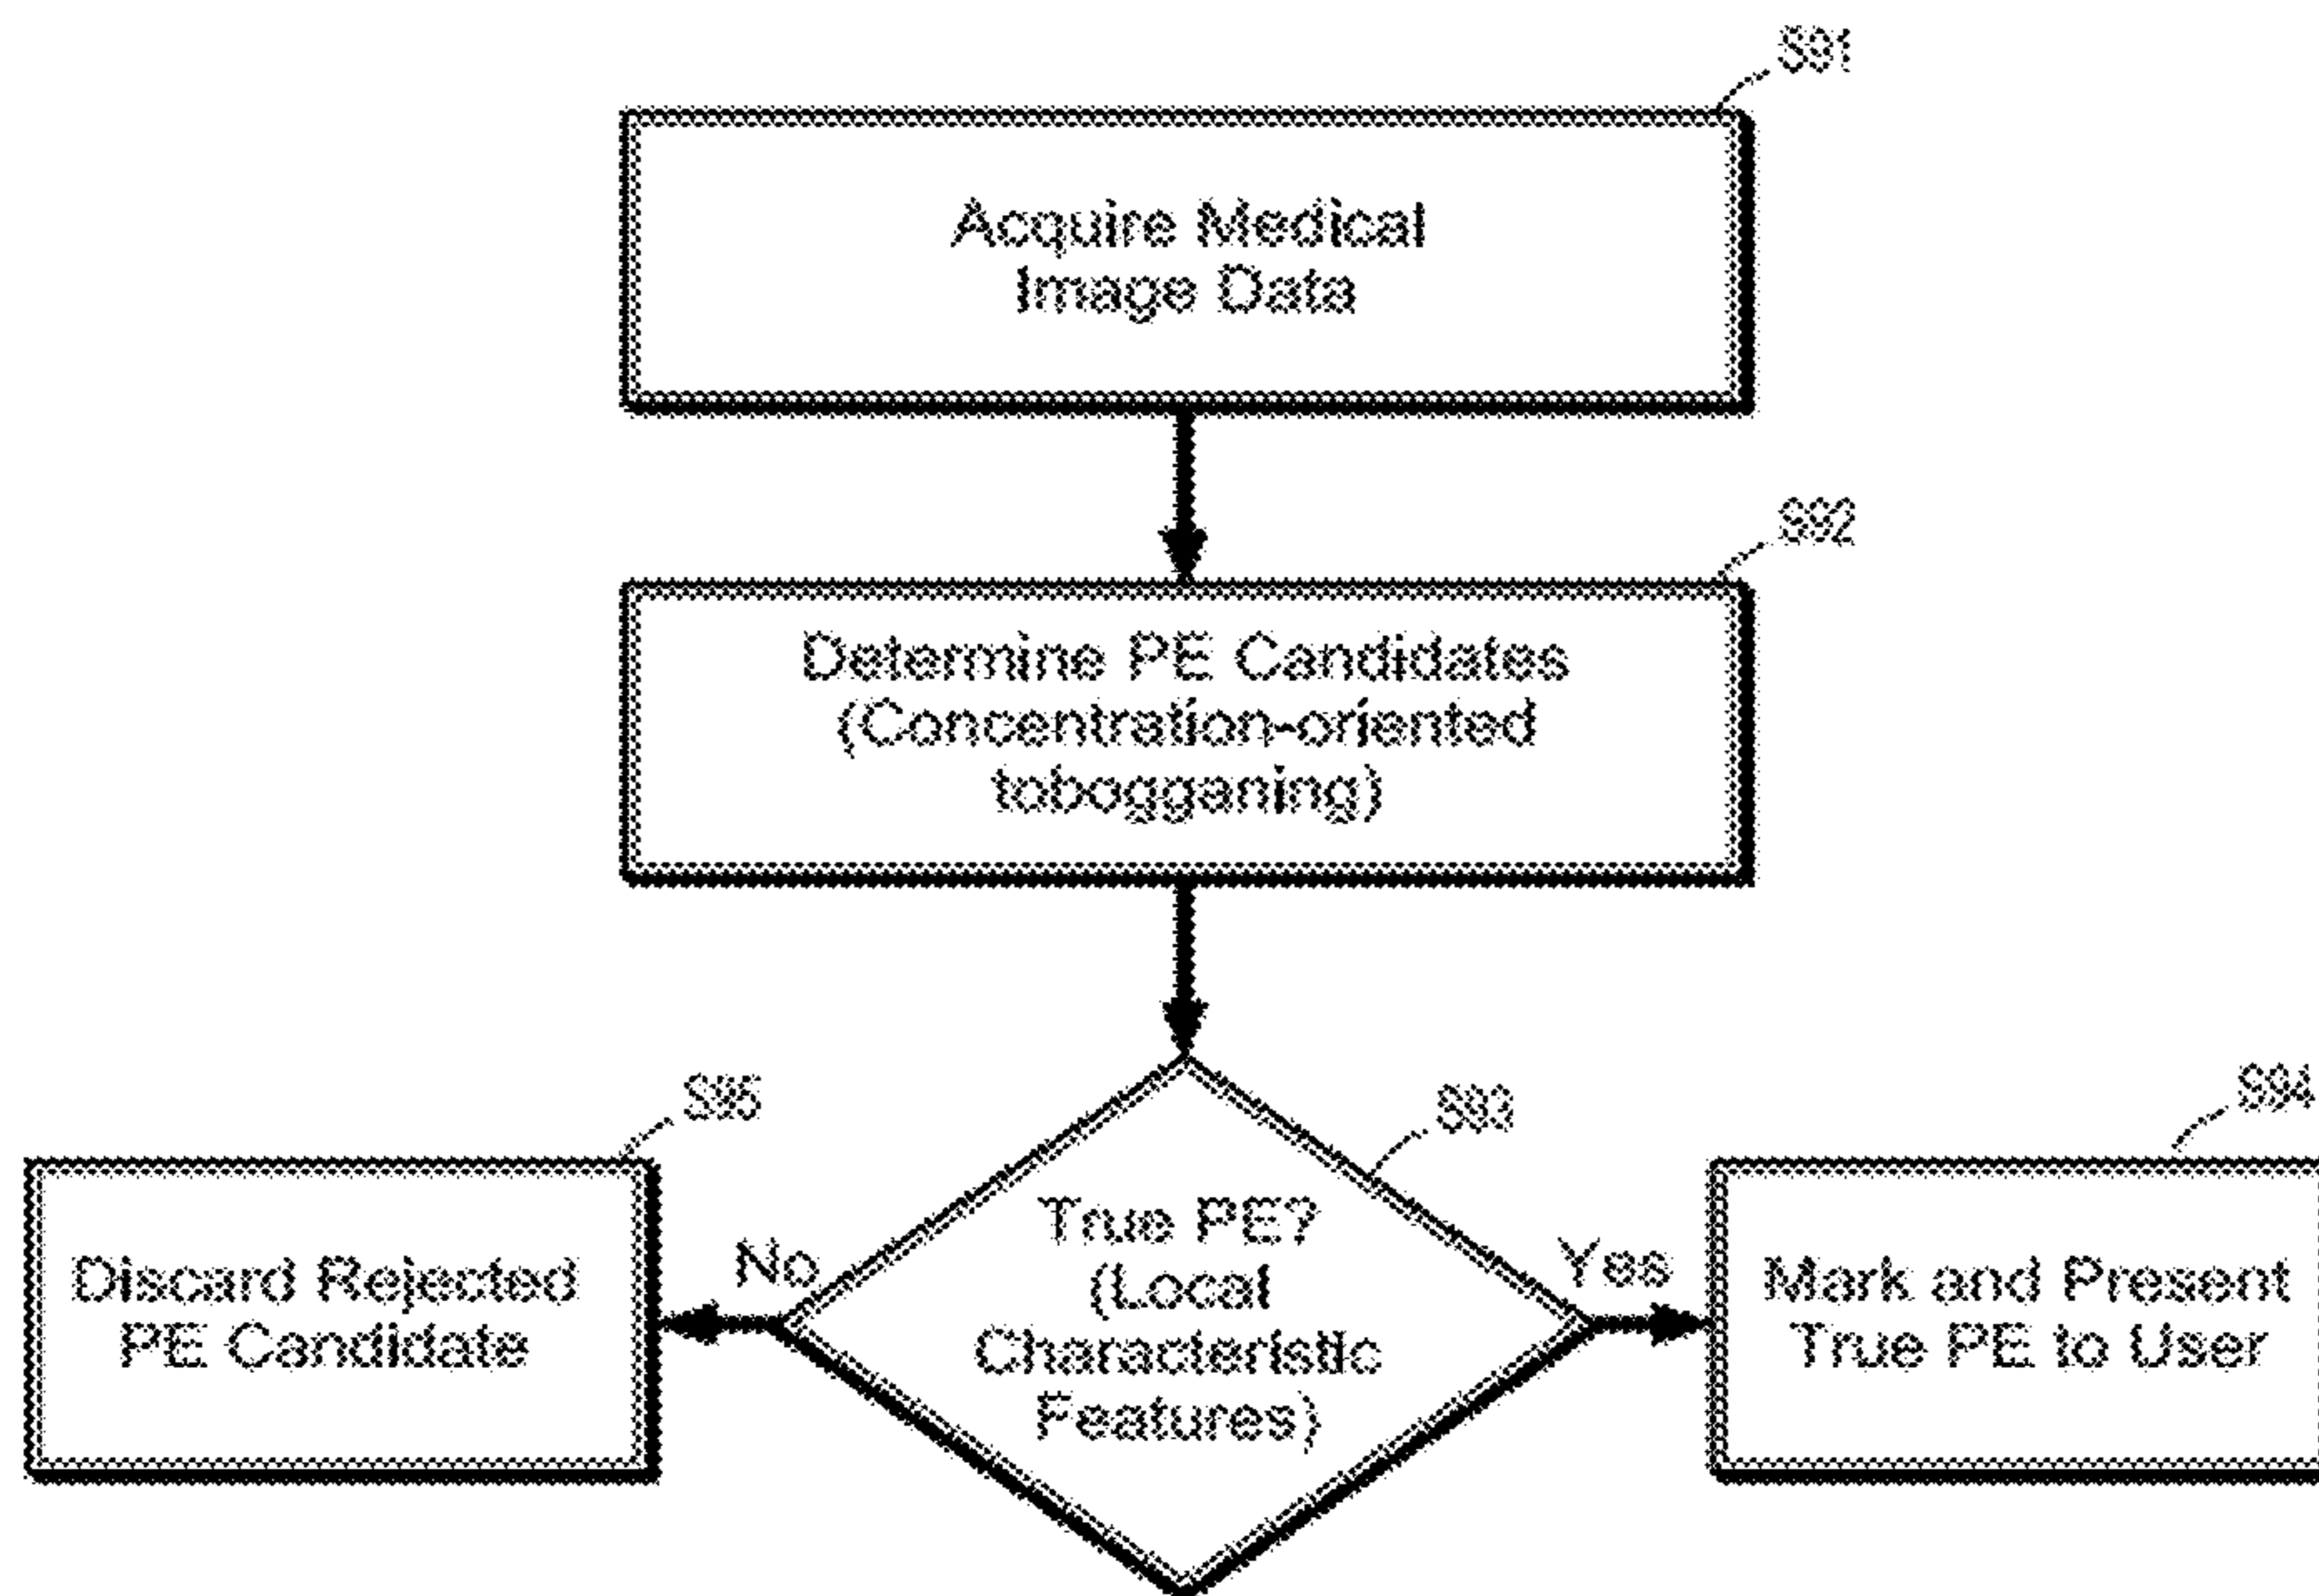 S91
Acquire Medical
Image Data
S92
Determine PE Candidates
(Concentration-oriented
tobogganing)
S95
S93
S94
Discard Rejected
PE Candidate
No
True PE?
(Local
Characteristic
Features)
Yes
Mark and Present
True PE to User